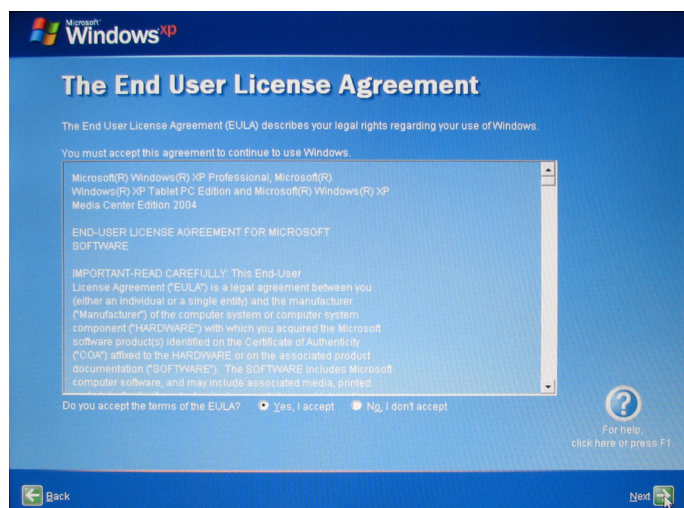 Microsoft
Windows xp
The End User License Agreement
The End User License Agreement (EULA) describes your legal rights regarding your use of Windows.
You must accept this agreement to continue to use Windows.
Microsoft(R) Windows(R) XP Professional, Microsoft(R)
Windows(R) XP Tablet PC Edition and Microsoft(R) Windows(R) XP
Media Center Edition 2004
END-USER LICENSE AGREEMENT FOR MICROSOFT
SOFTWARE
IMPORTANT-READ CAREFULLY: This End-User
License Agreement ("EULA") is a legal agreement between you
(either an individual or a single entity) and the manufacturer
("Manufacturer") of the computer system or computer system
component ("HARDWARE") with which you acquired the Microsoft
software product(s) identified on the Certificate of Authenticity
("COA") affixed to the HARDWARE or on the associated product
documentation ("SOFTWARE"). The SOFTWARE includes Microsoft
computer software, and may include associated media, printed
Do you accept the terms of the EULA? Yes, I accept No, I don't accept
For help,
click here or press F1.
Back
Next